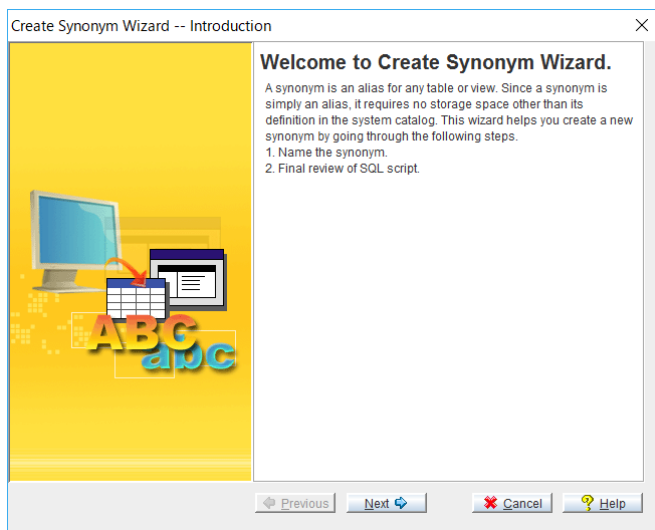 Create Synonym Wizard -- Introduction
Welcome to Create Synonym Wizard.
A synonym is an alias for any table or view. Since a synonym is
simply an alias, it requires no storage space other than its
definition in the system catalog. This wizard helps you create a new
synonym by going through the following steps.
1. Name the synonym.
2. Final review of SQL script.
ABC
abc
Previous Next Cancel Help